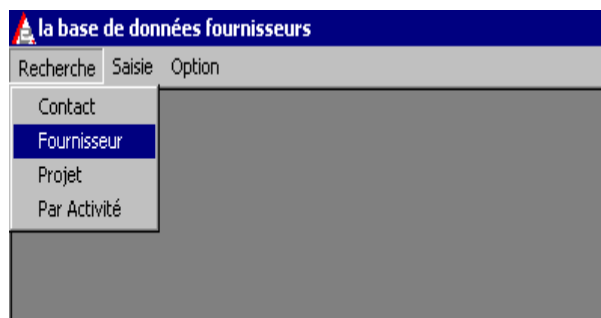 la base de données fournisseurs
Recherche Saisie Option
Contact
Fournisseur
Projet
Par Activité